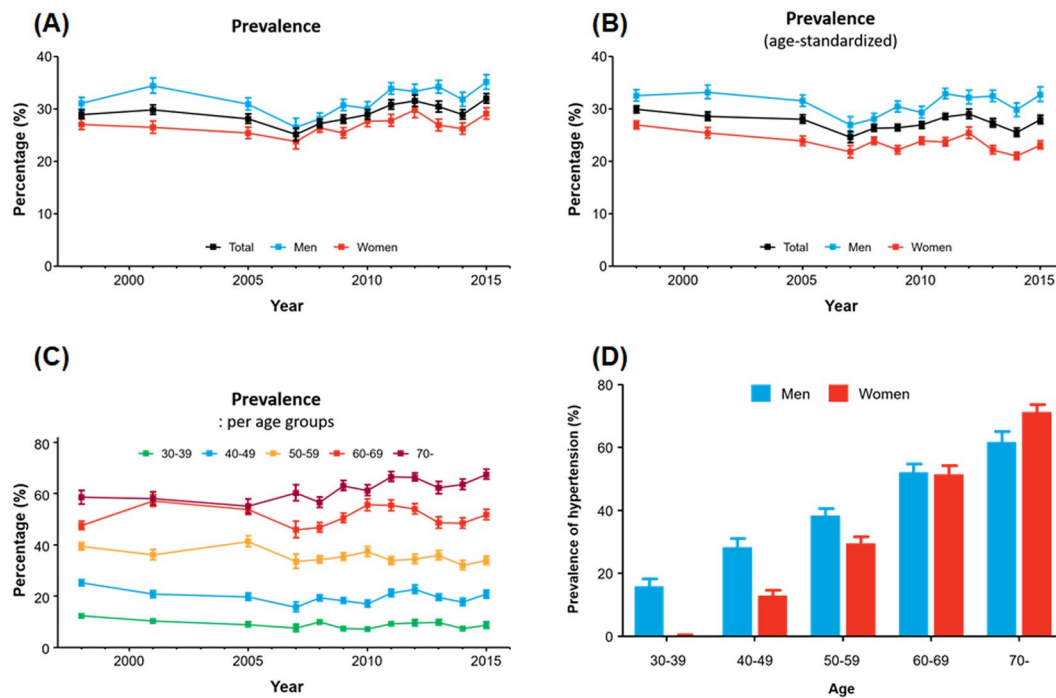 (A)
Prevalence
40
30
20
10
0
Percentage (%)
Total Men Women
2000 2005 2010 2015
Year
(B)
Prevalence
(age-standardized)
40
30
20
10
0
Percentage (%)
Total Men Women
2000 2005 2010 2015
Year
(C)
Prevalence
: per age groups
80
60
40
20
0
Percentage (%)
30-39 40-49 50-59 60-69 70-
2000 2005 2010 2015
Year
(D)
80
60
40
20
0
Prevalence of hypertension (%)
Men Women
30-39 40-49 50-59 60-69 70-
Age